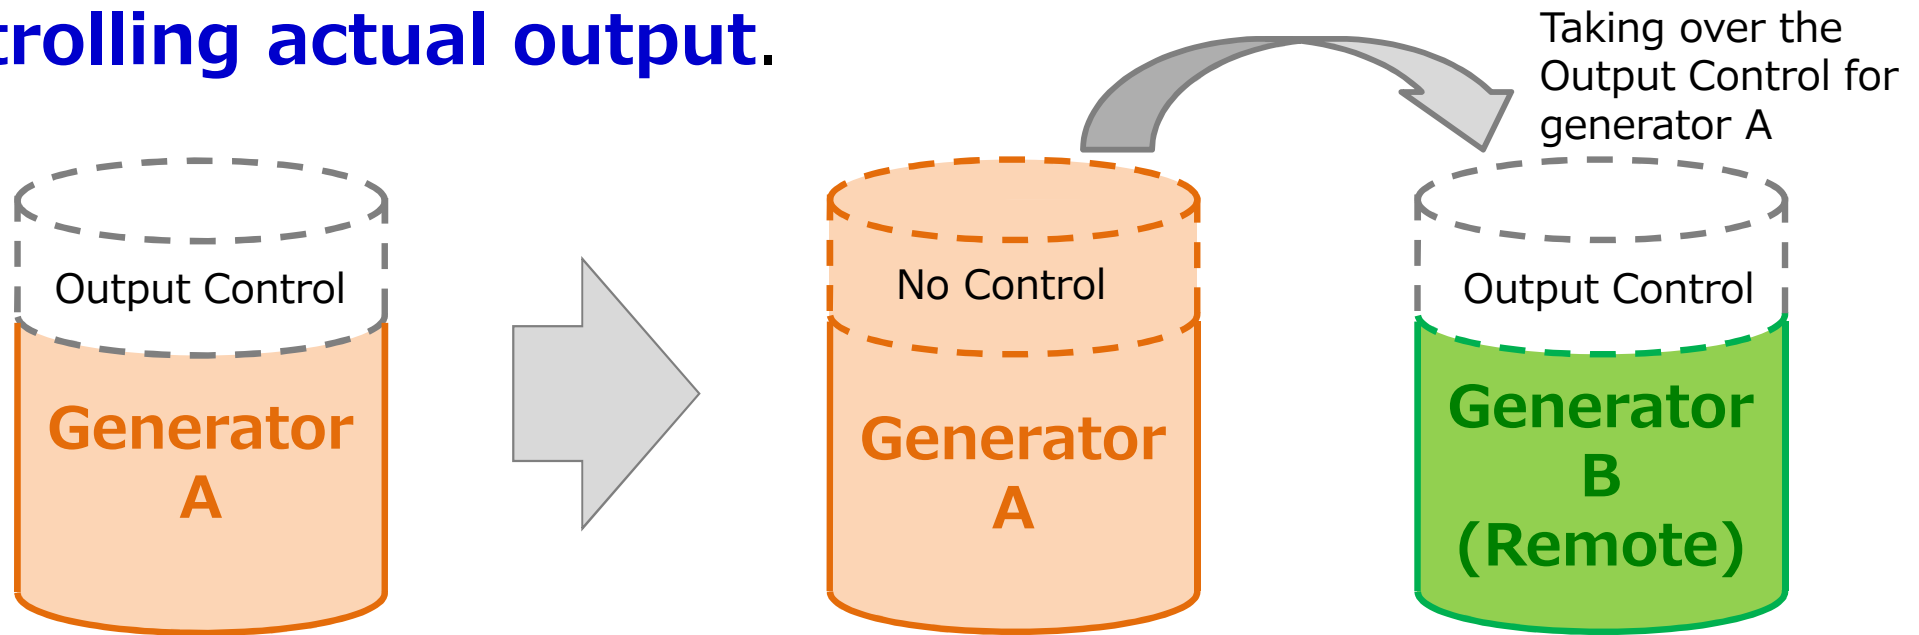 trolling actual output.
Taking over the
Output Control for
generator A
Output Control
Generator
A
No Control
Generator
A
Output Control
Generator
B
(Remote)